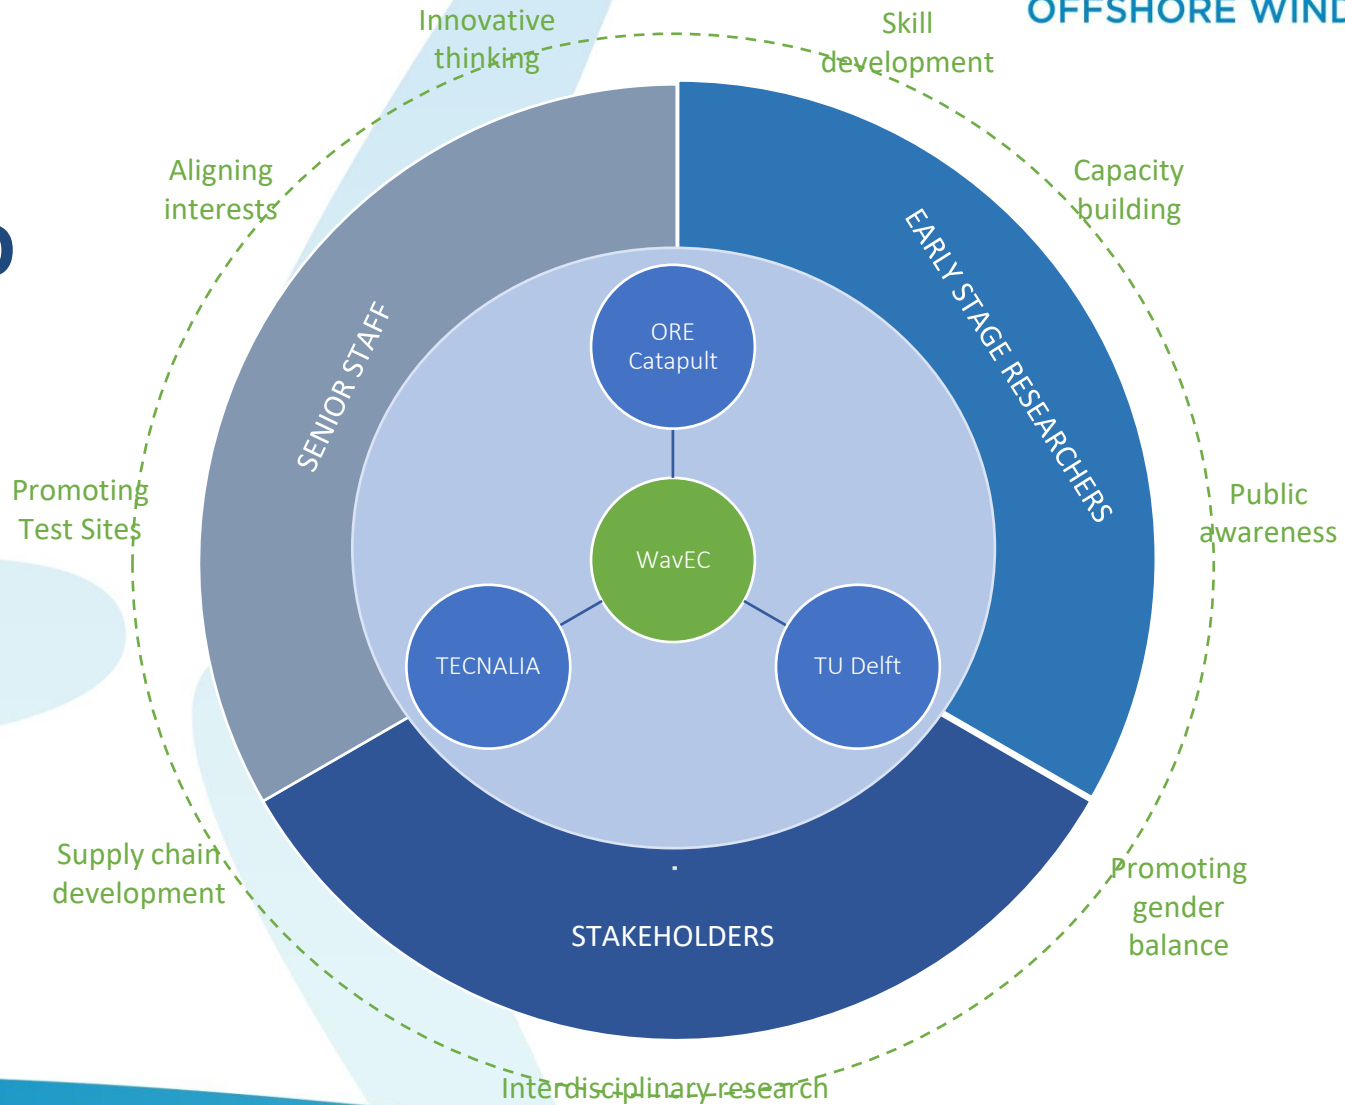 OFFSHORE WIND
Innovative
thinking
Skill
development
Aligning
interests
Capacity
building
EARLY STAGE RESEARCHERS
SENIOR STAFF
ORE
Catapult
Promoting
Test Sites
Public
awareness
WavEC
TECNALIA
TU Delft
Supply chain
development
Promoting
gender
balance
STAKEHOLDERS
Interdisciplinary research